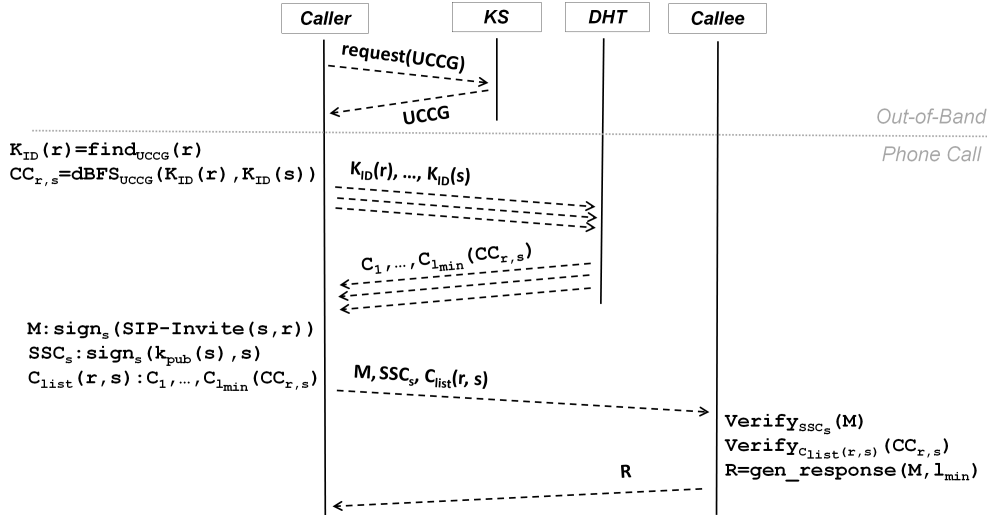 Caller KS DHT Callee
request(UCCG)
UCCG
Out-of-Band
Phone Call
K_ID(r)=find_UCCG(r)
CC_r,s=dBFS_UCCG(K_ID(r),K_ID(s))
K_ID(r), ..., K_ID(s)
C_1,…,C_l_min(CC_r,s)
M:sign_s(SIP-Invite(s,r))
SSC_s:sign_s(k_pub(s),s)
C_list(r,s):C_1,…,C_l_min(CC_r,s)
M, SSC_s, C_list(r, s)
Verify_SSC_s(M)
Verify_C_list(r,s)(CC_r,s)
R=gen_response(M,l_min)
R